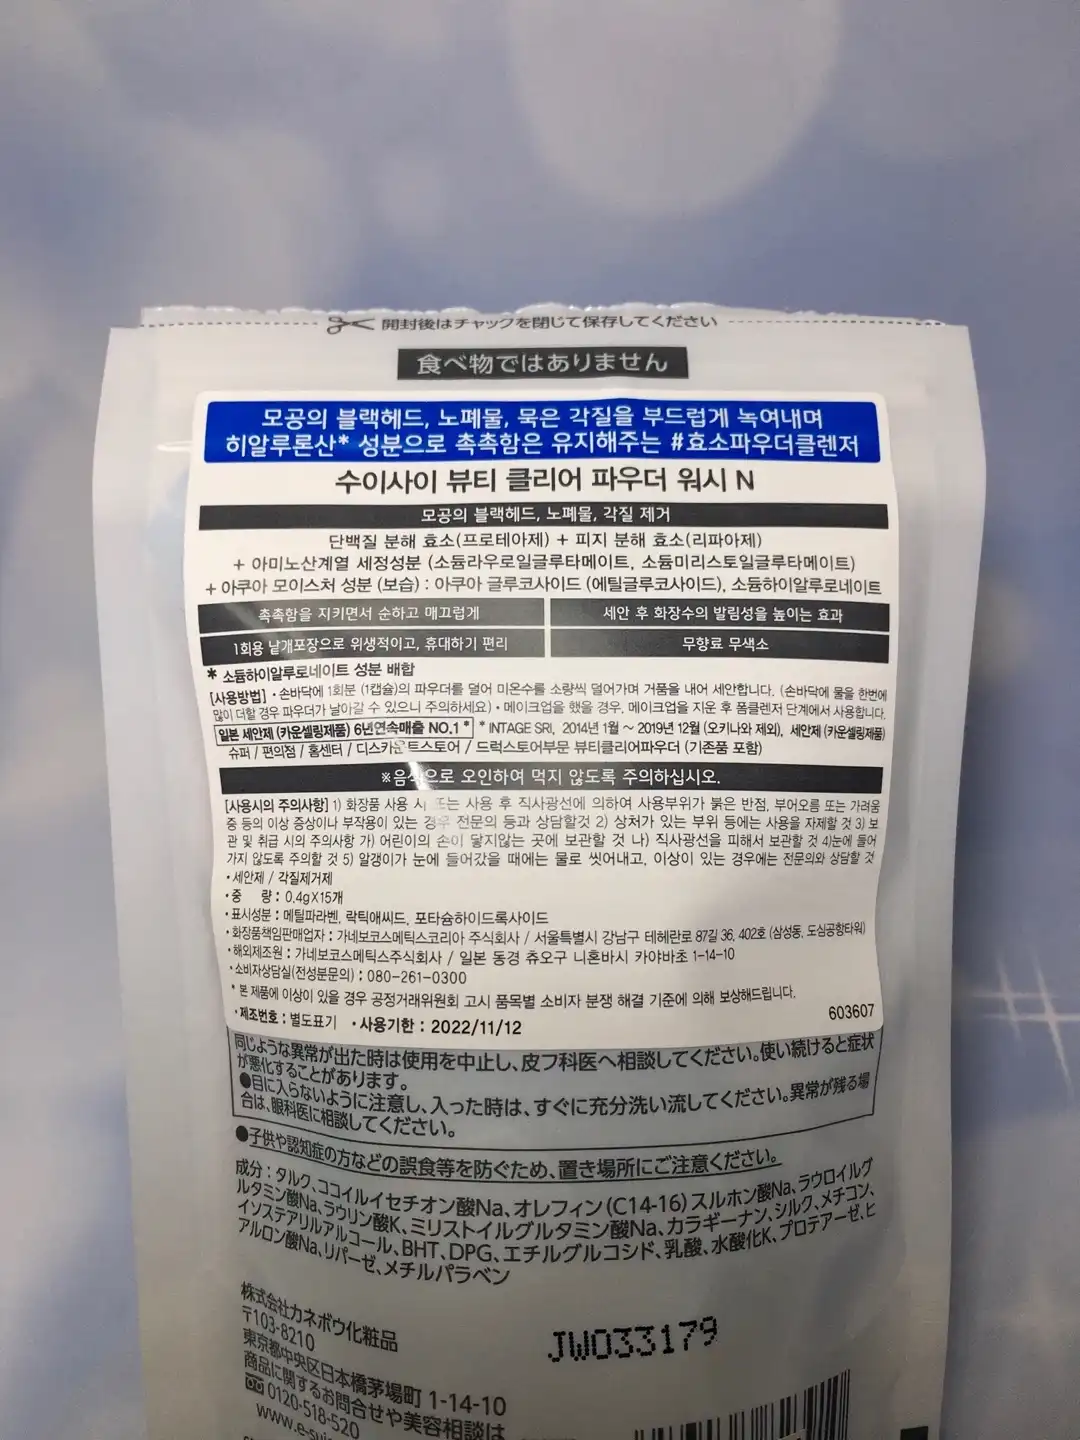 開封後はチャックを閉じて保存してください
食べ物ではありません
모공의 블랙헤드, 노폐물, 묵은 각질을 부드럽게 녹여내며
히알루론산* 성분으로 촉촉함은 유지해주는 #효소파우더클렌저
수이사이 뷰티 클리어 파우더 워시 N
모공의 블랙헤드, 노폐물, 각질 제거
단백질 분해 효소(프로테아제) + 피지 분해 효소(리파아제)
+ 아미노산계열 세정성분 (소듐라우로일글루타메이트, 소듐미리스토일글루타메이트)
+ 아쿠아 모이스처 성분 (보습) : 아쿠아 글루코사이드 (에틸글루코사이드), 소듐하이알루로네이트
촉촉함을 지키면서 순하고 매끄럽게
세안 후 화장수의 발림성을 높이는 효과
1회용 낱개포장으로 위생적이고, 휴대하기 편리
무향료 무색소
* 소듐하이알루로네이트 성분 배합
[사용방법] • 손바닥에 1회분 (1캡슐)의 파우더를 덜어 미온수를 소량씩 덜어가며 거품을 내어 세안합니다. (손바닥에 물을 한번에
많이 더할 경우 파우더가 날아갈 수 있으니 주의하세요) • 메이크업을 했을 경우, 메이크업을 지운 후 폼클렌저 단계에서 사용합니다.
일본 세안제 (카운셀링제품) 6년연속매출 NO.1 * * INTAGE SRI, 2014년 1월 ~ 2019년 12월 (오키나와 제외), 세안제 (카운셀링제품)
슈퍼 / 편의점 / 홈센터 / 디스카운트스토어 / 드럭스토어부문 뷰티클리어파우더 (기존품 포함)
※음식으로 오인하여 먹지 않도록 주의하십시오.
[사용시의 주의사항] 1) 화장품 사용 시 또는 사용 후 직사광선에 의하여 사용부위가 붉은 반점, 부어오름 또는 가려움
증 등의 이상 증상이나 부작용이 있는 경우 전문의 등과 상담할것 2) 상처가 있는 부위 등에는 사용을 자제할 것 3) 보
관 및 취급 시의 주의사항 가) 어린이의 손이 닿지않는 곳에 보관할 것 나) 직사광선을 피해서 보관할 것 4)눈에 들어
가지 않도록 주의할 것 5) 알갱이가 눈에 들어갔을 때에는 물로 씻어내고, 이상이 있는 경우에는 전문의와 상담할 것
• 세안제 / 각질제거제
• 중 량 : 0.4g X 15개
• 표시성분 : 메틸파라벤, 락틱애씨드, 포타슘하이드록사이드
• 화장품책임판매업자 : 가네보코스메틱스코리아 주식회사 / 서울특별시 강남구 테헤란로 87길 36, 402호 (삼성동, 도심공항타워)
• 해외제조원 : 가네보코스메틱스주식회사 / 일본 동경 츄오구 니혼바시 카야바초 1-14-10
• 소비자상담실(전성분문의) : 080-261-0300
* 본 제품에 이상이 있을 경우 공정거래위원회 고시 품목별 소비자 분쟁 해결 기준에 의해 보상해드립니다.
603607
• 제조번호 : 별도표기 • 사용기한 : 2022/11/12
同じような異常が出た時は使用を中止し、皮フ科医へ相談してください。使い続けると症状
が悪化することがあります。
●目に入らないように注意し、入った時は、すぐに充分洗い流してください。異常が残る場
合は、眼科医に相談してください。
●子供や認知症の方などの誤食等を防ぐため、置き場所にご注意ください。
成分：タルク、ココイルイセチオン酸Na、オレフィン(C14-16)スルホン酸Na、ラウロイルグ
ルタミン酸Na、ラウリン酸K、ミリストイルグルタミン酸Na、カラギーナン、シルク、メチコン、
イソステアリルアルコール、BHT、DPG、エチルグルコシド、乳酸、水酸化K、プロテアーゼ、ヒ
アルロン酸Na、リパーゼ、メチルパラベン
株式会社カネボウ化粧品
〒103-8210
東京都中央区日本橋茅場町 1-14-10
商品に関するお問合せや美容相談は
0120-518-520
JW033179